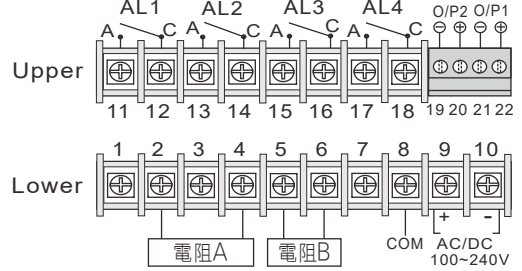 AL1 AL2 AL3 AL4 O/P2 O/P1
A C A C A C A C ⊖ ⊕ ⊖ ⊕
Upper
11 12 13 14 15 16 17 18 19 20 21 22
1 2 3 4 5 6 7 8 9 10
Lower
+ -
電阻A 電阻B COM AC/DC
100~240V